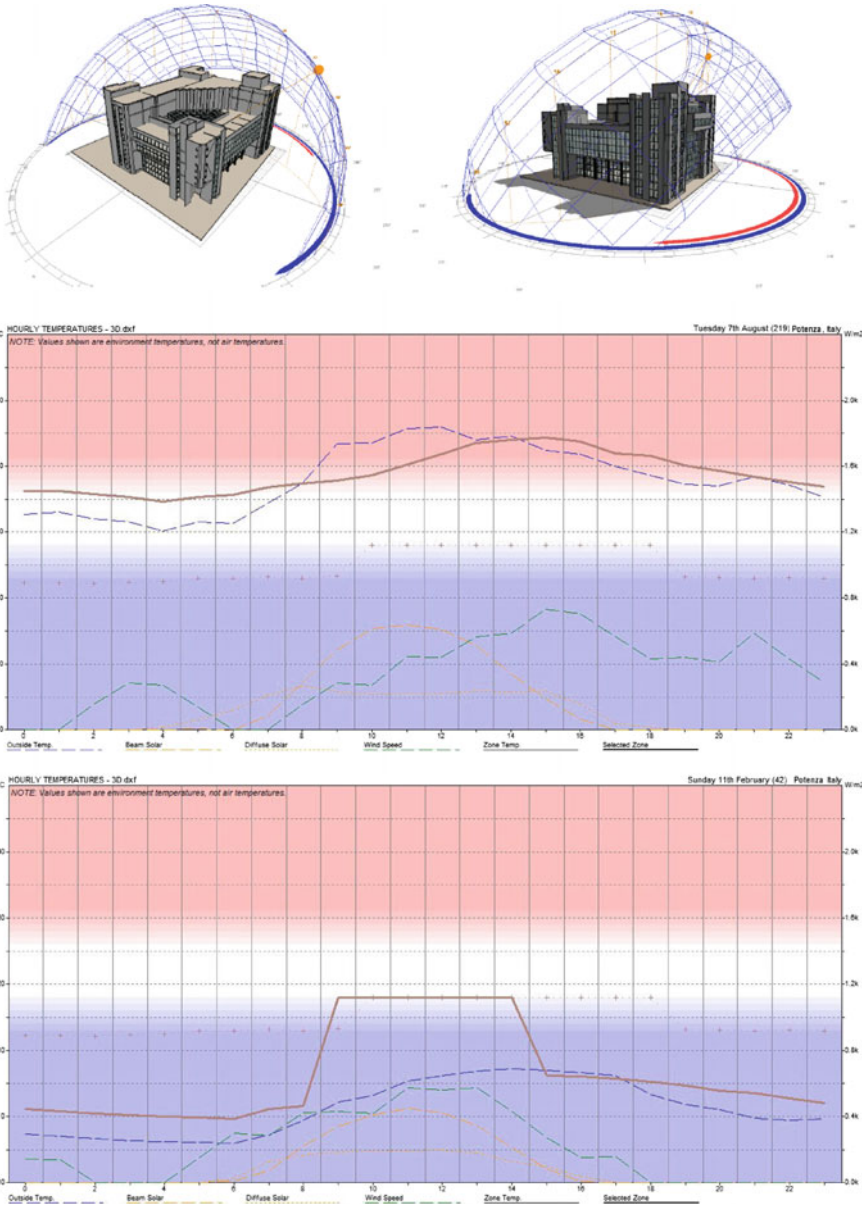 HOURLY TEMPERATURES - 3D.dxf Tuesday 7th August (219) Potenza, Italy
C W/m2
NOTE: Values shown are environment temperatures, not air temperatures.
2.0k
1.6k
1.2k
0.8k
0.4k
0.0k
0 2 4 6 8 10 12 14 16 18 20 22
Outside Temp. Beam Solar Diffuse Solar Wind Speed Zone Temp. Selected Zone
HOURLY TEMPERATURES - 3D.dxf Sunday 11th February (42) Potenza Italy
C W/m2
NOTE: Values shown are environment temperatures, not air temperatures.
2.0k
1.6k
1.2k
0.8k
0.4k
0.0k
0 2 4 6 8 10 12 14 16 18 20 22
Outside Temp. Beam Solar Diffuse Solar Wind Speed Zone Temp. Selected Zone